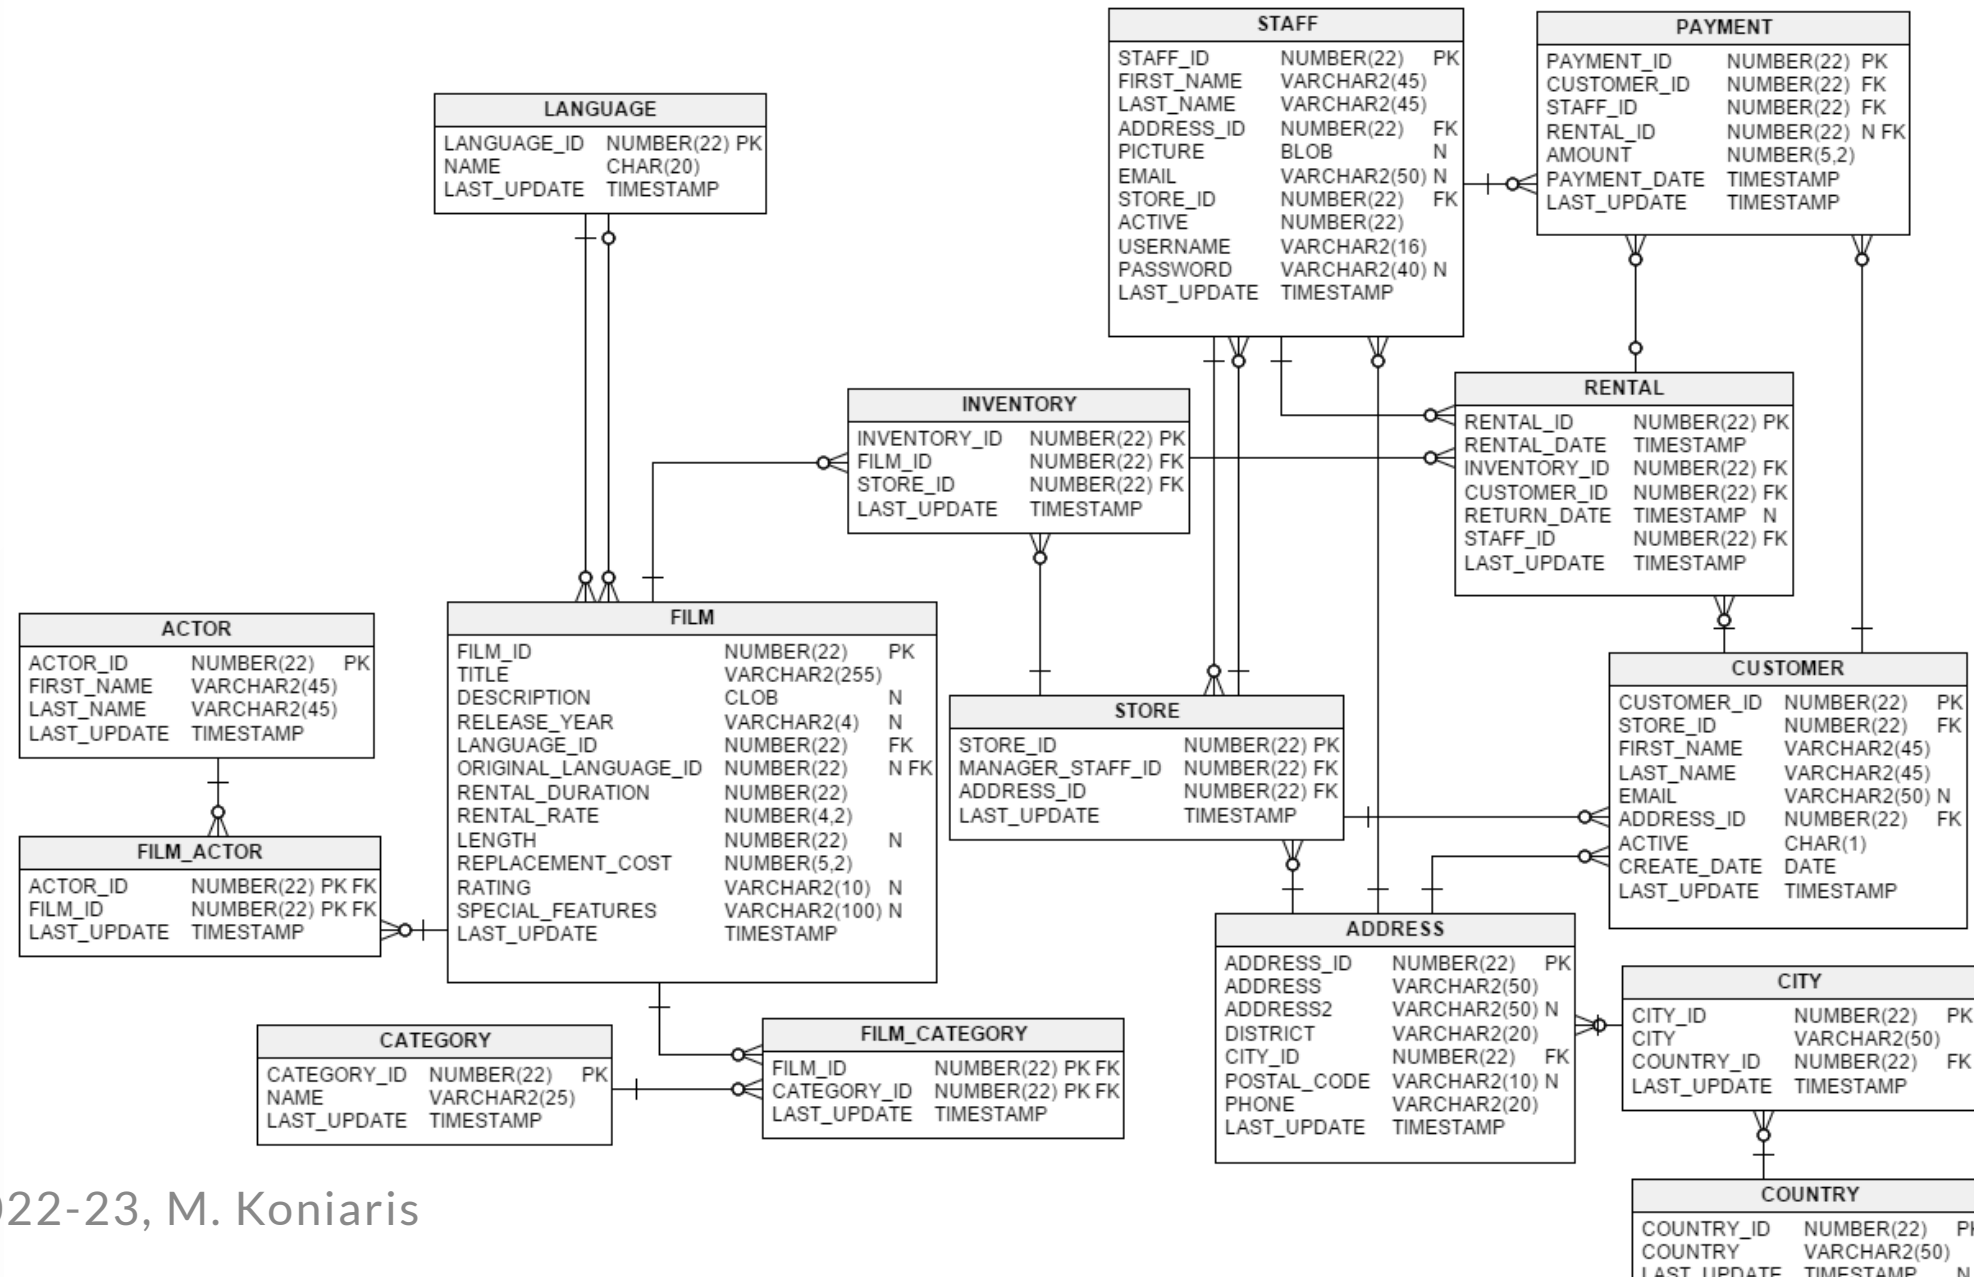 STAFF
STAFF_ID NUMBER(22) PK
FIRST_NAME VARCHAR2(45)
LAST_NAME VARCHAR2(45)
ADDRESS_ID NUMBER(22) FK
PICTURE BLOB N
EMAIL VARCHAR2(50) N
STORE_ID NUMBER(22) FK
ACTIVE NUMBER(22)
USERNAME VARCHAR2(16)
PASSWORD VARCHAR2(40) N
LAST_UPDATE TIMESTAMP
PAYMENT
PAYMENT_ID NUMBER(22) PK
CUSTOMER_ID NUMBER(22) FK
STAFF_ID NUMBER(22) FK
RENTAL_ID NUMBER(22) N FK
AMOUNT NUMBER(5,2)
PAYMENT_DATE TIMESTAMP
LAST_UPDATE TIMESTAMP
LANGUAGE
LANGUAGE_ID NUMBER(22) PK
NAME CHAR(20)
LAST_UPDATE TIMESTAMP
INVENTORY
INVENTORY_ID NUMBER(22) PK
FILM_ID NUMBER(22) FK
STORE_ID NUMBER(22) FK
LAST_UPDATE TIMESTAMP
RENTAL
RENTAL_ID NUMBER(22) PK
RENTAL_DATE TIMESTAMP
INVENTORY_ID NUMBER(22) FK
CUSTOMER_ID NUMBER(22) FK
RETURN_DATE TIMESTAMP N
STAFF_ID NUMBER(22) FK
LAST_UPDATE TIMESTAMP
ACTOR
ACTOR_ID NUMBER(22) PK
FIRST_NAME VARCHAR2(45)
LAST_NAME VARCHAR2(45)
LAST_UPDATE TIMESTAMP
FILM
FILM_ID NUMBER(22) PK
TITLE VARCHAR2(255)
DESCRIPTION CLOB N
RELEASE_YEAR VARCHAR2(4) N
LANGUAGE_ID NUMBER(22) FK
ORIGINAL_LANGUAGE_ID NUMBER(22) N FK
RENTAL_DURATION NUMBER(22)
RENTAL_RATE NUMBER(4,2)
LENGTH NUMBER(22) N
REPLACEMENT_COST NUMBER(5,2)
RATING VARCHAR2(10) N
SPECIAL_FEATURES VARCHAR2(100) N
LAST_UPDATE TIMESTAMP
STORE
STORE_ID NUMBER(22) PK
MANAGER_STAFF_ID NUMBER(22) FK
ADDRESS_ID NUMBER(22) FK
LAST_UPDATE TIMESTAMP
CUSTOMER
CUSTOMER_ID NUMBER(22) PK
STORE_ID NUMBER(22) FK
FIRST_NAME VARCHAR2(45)
LAST_NAME VARCHAR2(45)
EMAIL VARCHAR2(50) N
ADDRESS_ID NUMBER(22) FK
ACTIVE CHAR(1)
CREATE_DATE DATE
LAST_UPDATE TIMESTAMP
FILM_ACTOR
ACTOR_ID NUMBER(22) PK FK
FILM_ID NUMBER(22) PK FK
LAST_UPDATE TIMESTAMP
ADDRESS
ADDRESS_ID NUMBER(22) PK
ADDRESS VARCHAR2(50)
ADDRESS2 VARCHAR2(50) N
DISTRICT VARCHAR2(20)
CITY_ID NUMBER(22) FK
POSTAL_CODE VARCHAR2(10) N
PHONE VARCHAR2(20)
LAST_UPDATE TIMESTAMP
CITY
CITY_ID NUMBER(22) PK
CITY VARCHAR2(50)
COUNTRY_ID NUMBER(22) FK
LAST_UPDATE TIMESTAMP
CATEGORY
CATEGORY_ID NUMBER(22) PK
NAME VARCHAR2(25)
LAST_UPDATE TIMESTAMP
FILM_CATEGORY
FILM_ID NUMBER(22) PK FK
CATEGORY_ID NUMBER(22) PK FK
LAST_UPDATE TIMESTAMP
COUNTRY
COUNTRY_ID NUMBER(22) PK
COUNTRY VARCHAR2(50)
LAST_UPDATE TIMESTAMP N
22-23, M. Koniaris